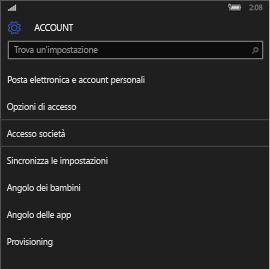 2:08
ACCOUNT
Trova un'impostazione
Posta elettronica e account personali
Opzioni di accesso
Accesso società
Sincronizza le impostazioni
Angolo dei bambini
Angolo delle app
Provisioning